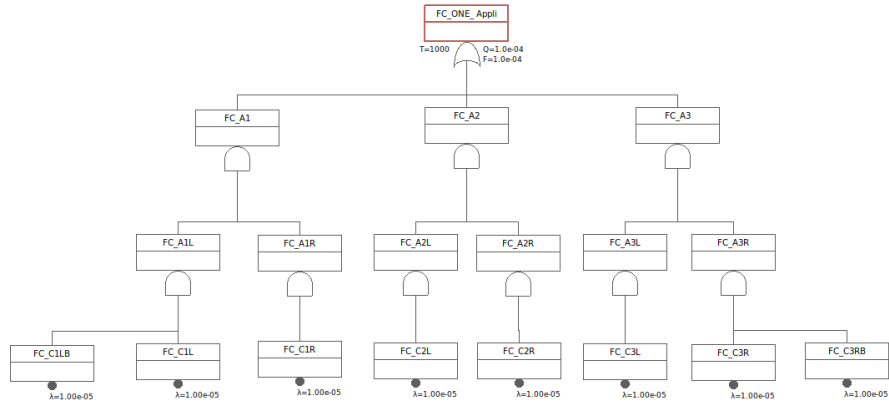 FC_ONE_ Appli
T=1000
Q=1.0e-04
F=1.0e-04
FC_A1
FC_A2
FC_A3
FC_A1L
FC_A1R
FC_A2L
FC_A2R
FC_A3L
FC_A3R
FC_C1LB
FC_C1L
FC_C1R
FC_C2L
FC_C2R
FC_C3L
FC_C3R
FC_C3RB
λ=1.00e-05
λ=1.00e-05
λ=1.00e-05
λ=1.00e-05
λ=1.00e-05
λ=1.00e-05
λ=1.00e-05
λ=1.00e-05